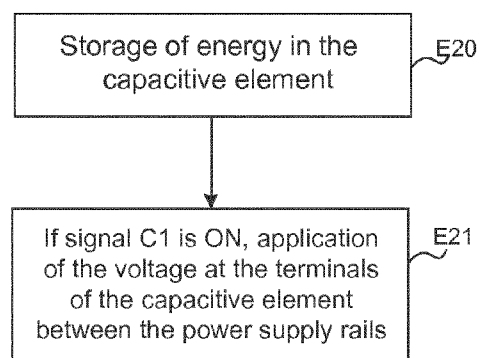 Storage of energy in the
capacitive element
E20
If signal C1 is ON, application
of the voltage at the terminals
of the capacitive element
between the power supply rails
E21